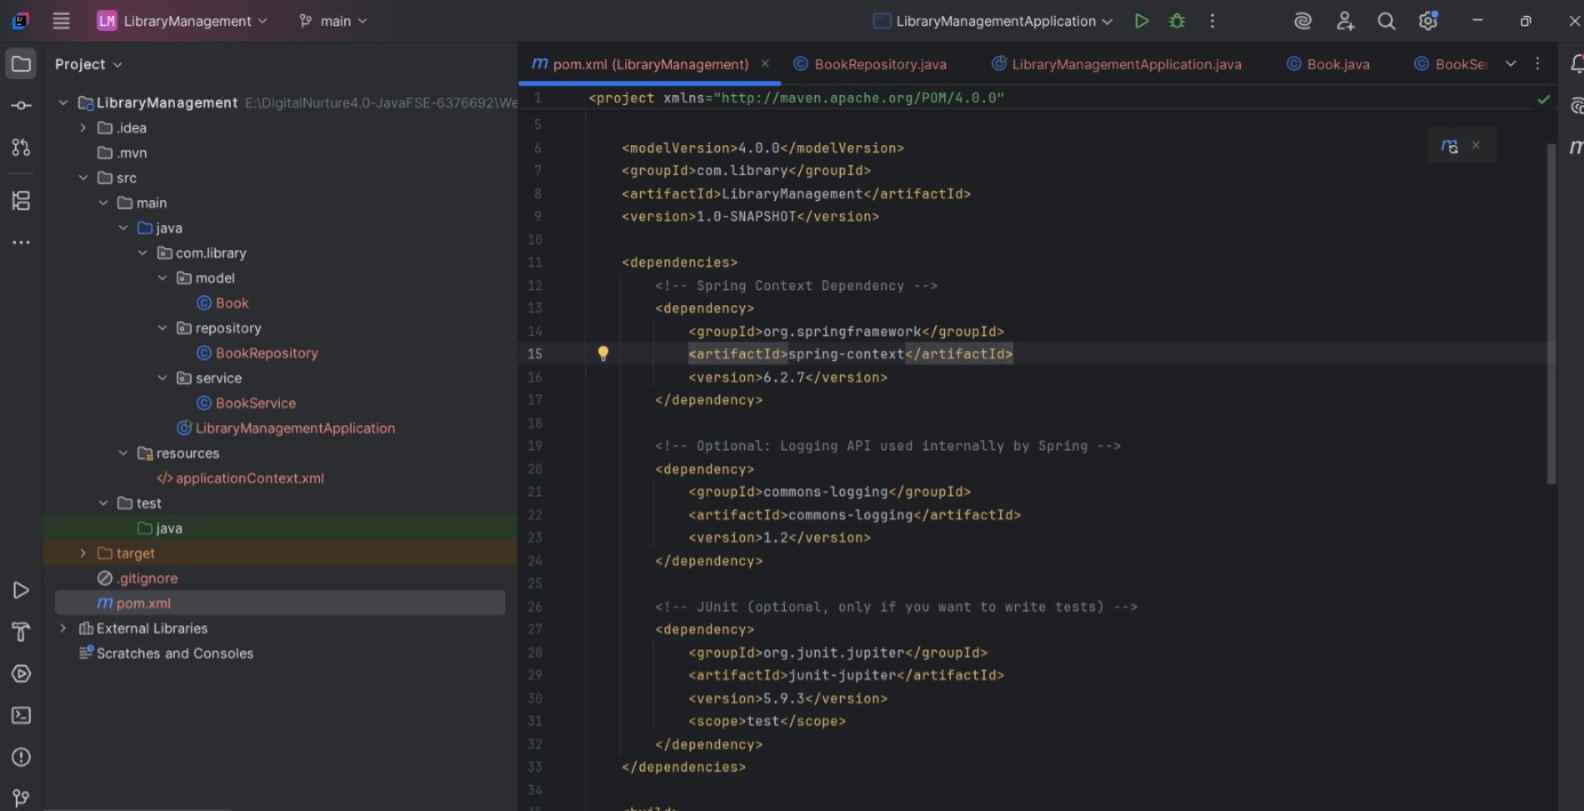 LM LibraryManagement
main
LibraryManagementApplication
Project
pom.xml (LibraryManagement)
BookRepository.java
LibraryManagementApplication.java
Book.java
BookSe
LibraryManagement E:\DigitalNurture4.0-JavaFSE-6376692\We
.idea
.mvn
src
main
java
com.library
model
Book
repository
BookRepository
service
BookService
LibraryManagementApplication
resources
applicationContext.xml
test
java
target
.gitignore
pom.xml
External Libraries
Scratches and Consoles
1 <project xmlns="http://maven.apache.org/POM/4.0.0"
5
6 <modelVersion>4.0.0</modelVersion>
7 <groupId>com.library</groupId>
8 <artifactId>LibraryManagement</artifactId>
9 <version>1.0-SNAPSHOT</version>
10
11 <dependencies>
12 <!-- Spring Context Dependency -->
13 <dependency>
14 <groupId>org.springframework</groupId>
15 <artifactId>spring-context</artifactId>
16 <version>6.2.7</version>
17 </dependency>
18
19 <!-- Optional: Logging API used internally by Spring -->
20 <dependency>
21 <groupId>commons-logging</groupId>
22 <artifactId>commons-logging</artifactId>
23 <version>1.2</version>
24 </dependency>
25
26 <!-- JUnit (optional, only if you want to write tests) -->
27 <dependency>
28 <groupId>org.junit.jupiter</groupId>
29 <artifactId>junit-jupiter</artifactId>
30 <version>5.9.3</version>
31 <scope>test</scope>
32 </dependency>
33 </dependencies>
34